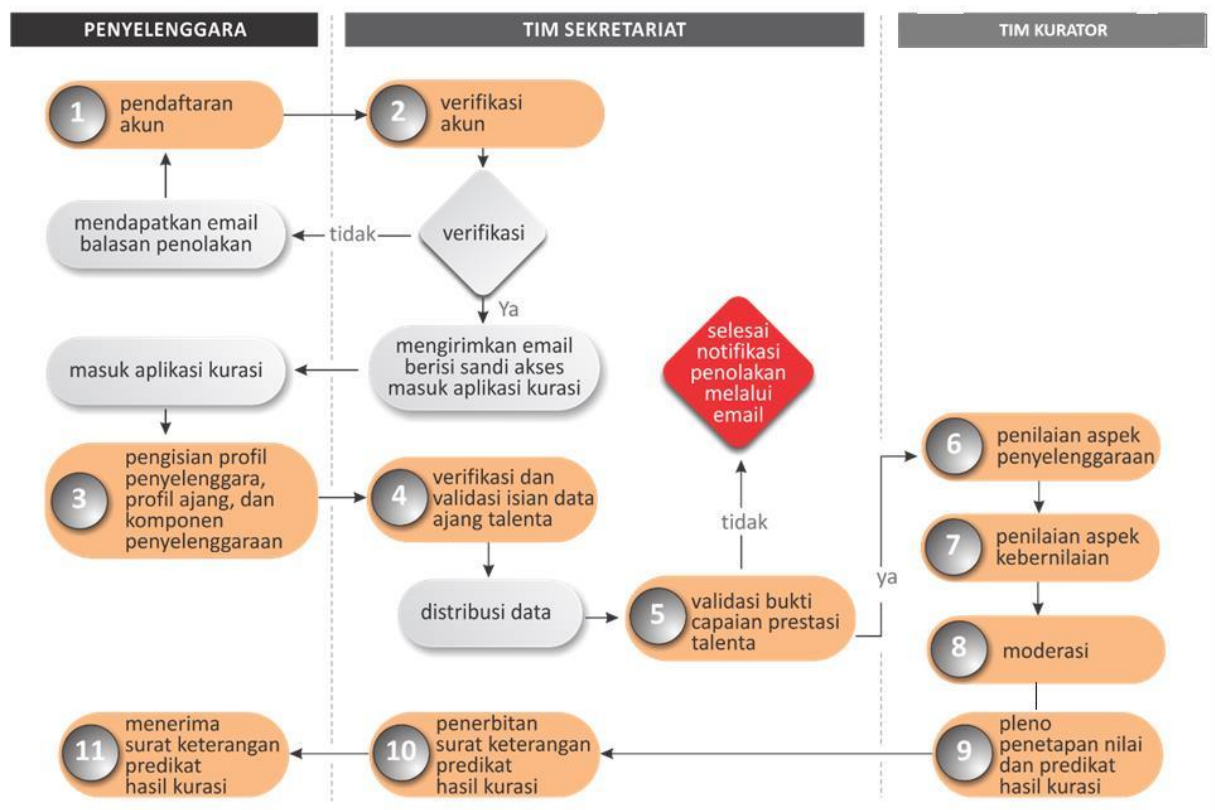 PENYELENGGARA
TIM SEKRETARIAT
TIM KURATOR
1
pendaftaran
akun
2
verifikasi
akun
mendapatkan email
balasan penolakan
tidak
verifikasi
Ya
masuk aplikasi kurasi
mengirimkan email
berisi sandi akses
masuk aplikasi kurasi
selesai
notifikasi
penolakan
melalui
email
3
pengisian profil
penyelenggara,
profil ajang, dan
komponen
penyelenggaraan
4
verifikasi dan
validasi isian data
ajang talenta
distribusi data
5
validasi bukti
capaian prestasi
talenta
tidak
ya
6
penilaian aspek
penyelenggaraan
7
penilaian aspek
kebernilaian
8
moderasi
9
pleno
penetapan nilai
dan predikat
hasil kurasi
10
penerbitan
surat keterangan
predikat
hasil kurasi
11
menerima
surat keterangan
predikat
hasil kurasi